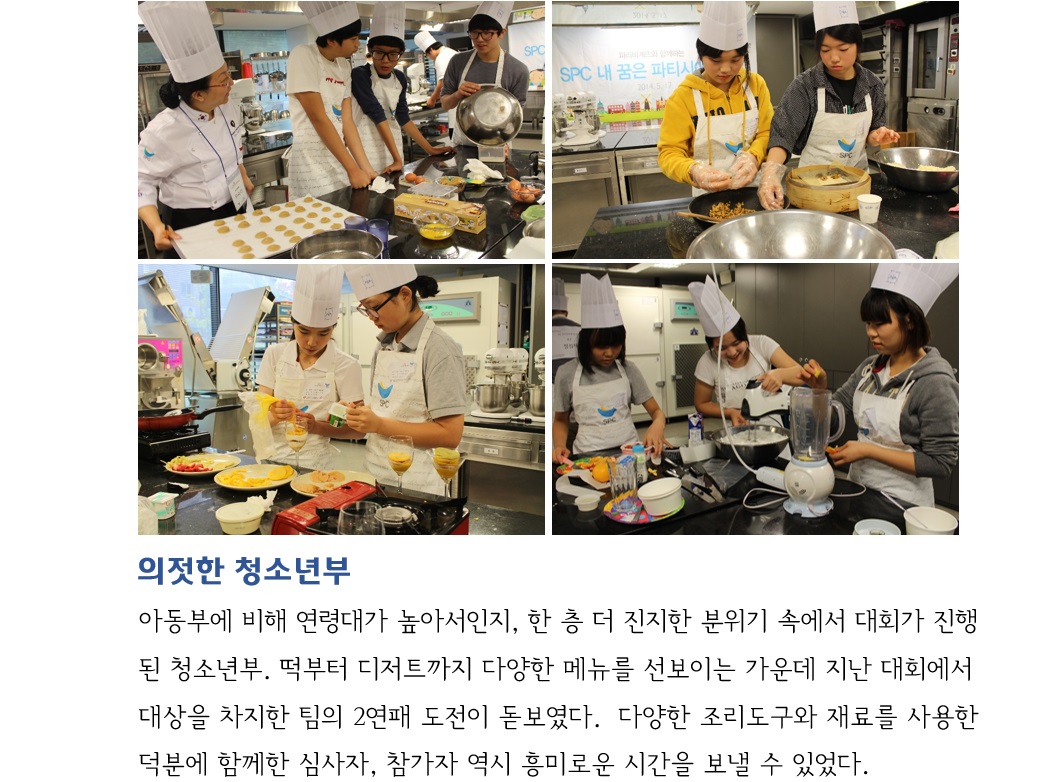 SPC
SPC 내 꿈은 파티시
2014. 5. 17
SPC
SPC
SPC
의젓한 청소년부
아동부에 비해 연령대가 높아서인지, 한 층 더 진지한 분위기 속에서 대회가 진행
된 청소년부. 떡부터 디저트까지 다양한 메뉴를 선보이는 가운데 지난 대회에서
대상을 차지한 팀의 2연패 도전이 돋보였다. 다양한 조리도구와 재료를 사용한
덕분에 함께한 심사자, 참가자 역시 흥미로운 시간을 보낼 수 있었다.